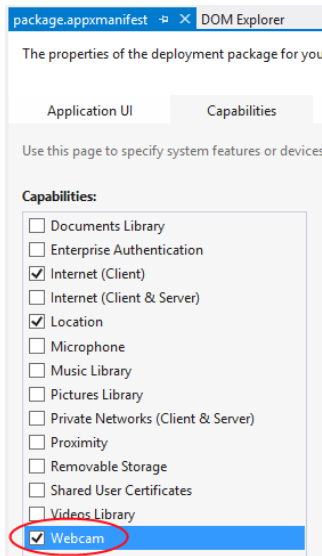 package.appxmanifest DOM Explorer
The properties of the deployment package for you
Application UI Capabilities
Use this page to specify system features or devices
Capabilities:
Documents Library
Enterprise Authentication
Internet (Client)
Internet (Client & Server)
Location
Microphone
Music Library
Pictures Library
Private Networks (Client & Server)
Proximity
Removable Storage
Shared User Certificates
Videos Library
Webcam